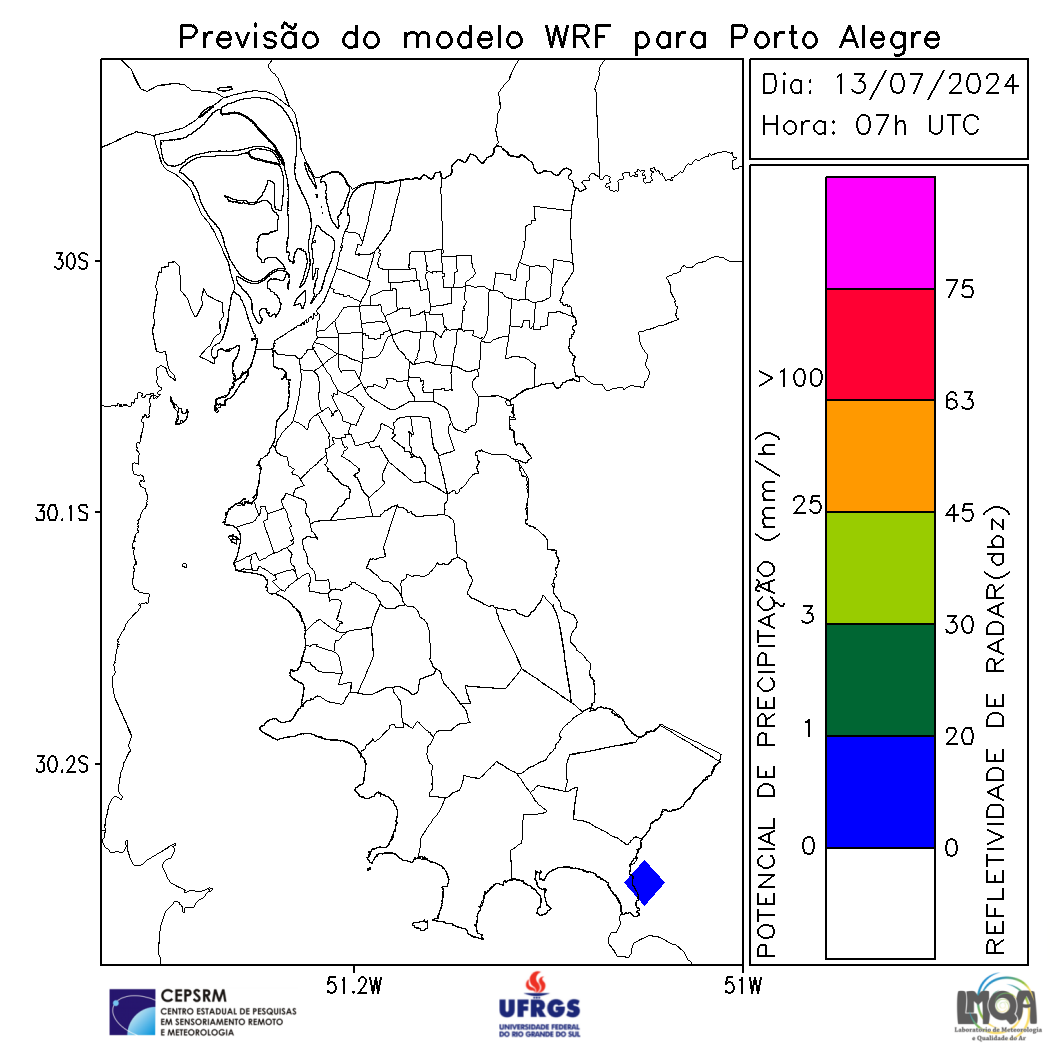 Previsão do modelo WRF para Porto Alegre
Dia: 13/07/2024
Hora: 07h UTC
30S
30.1S
30.2S
51.2W
51W
POTENCIAL DE PRECIPITAÇÃO (mm/h)
>100
25
3
1
0
75
63
45
30
20
0
REFLETIVIDADE DE RADAR(dbz)
CEPSRM
CENTRO ESTADUAL DE PESQUISAS
EM SENSORIAMENTO REMOTO
E METEOROLOGIA
UFRGS
UNIVERSIDADE FEDERAL
DO RIO GRANDE DO SUL
LMQA
Laboratório de Meteorologia
e Qualidade do Ar